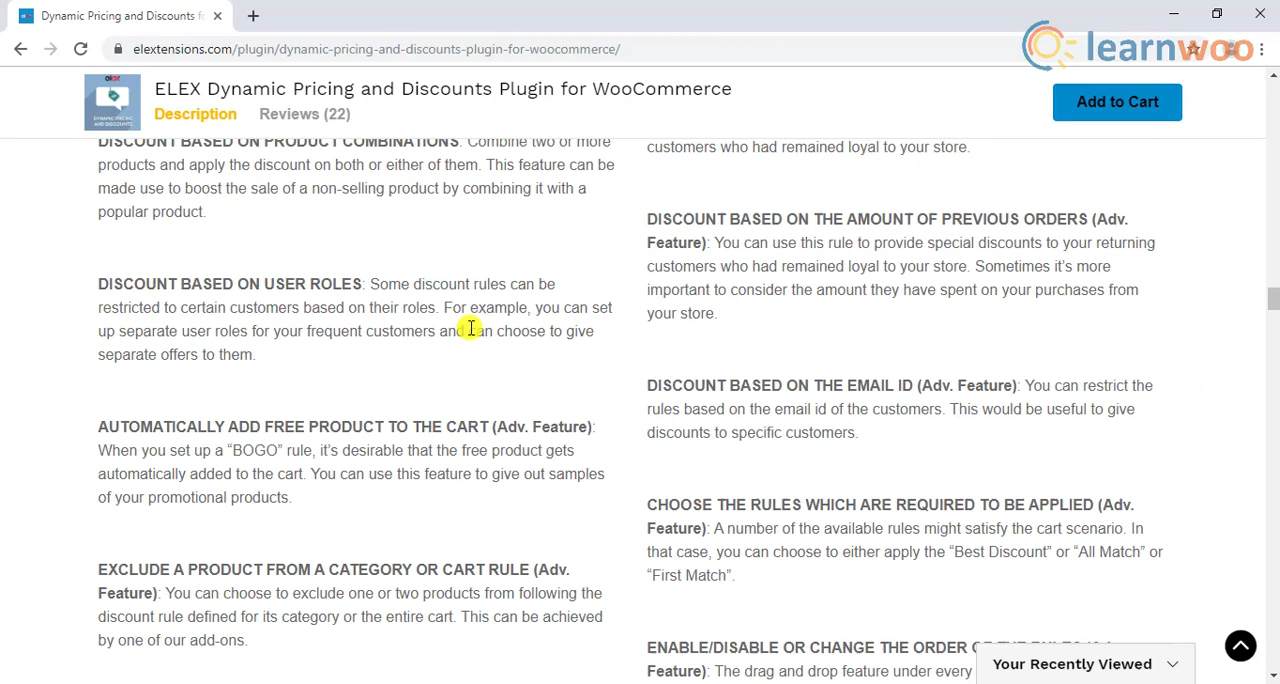 Dynamic Pricing and Discounts f
learnwoo
elextensions.com/plugin/dynamic-pricing-and-discounts-plugin-for-woocommerce/
ELEX Dynamic Pricing and Discounts Plugin for WooCommerce
Description Reviews (22)
Add to Cart
DYNAMIC PRICING
AND DISCOUNTS
DISCOUNT BASED ON PRODUCT COMBINATIONS: Combine two or more
products and apply the discount on both or either of them. This feature can be
made use to boost the sale of a non-selling product by combining it with a
popular product.
DISCOUNT BASED ON USER ROLES: Some discount rules can be
restricted to certain customers based on their roles. For example, you can set
up separate user roles for your frequent customers and can choose to give
separate offers to them.
AUTOMATICALLY ADD FREE PRODUCT TO THE CART (Adv. Feature):
When you set up a “BOGO” rule, it’s desirable that the free product gets
automatically added to the cart. You can use this feature to give out samples
of your promotional products.
EXCLUDE A PRODUCT FROM A CATEGORY OR CART RULE (Adv.
Feature): You can choose to exclude one or two products from following the
discount rule defined for its category or the entire cart. This can be achieved
by one of our add-ons.
customers who had remained loyal to your store.
DISCOUNT BASED ON THE AMOUNT OF PREVIOUS ORDERS (Adv.
Feature): You can use this rule to provide special discounts to your returning
customers who had remained loyal to your store. Sometimes it’s more
important to consider the amount they have spent on your purchases from
your store.
DISCOUNT BASED ON THE EMAIL ID (Adv. Feature): You can restrict the
rules based on the email id of the customers. This would be useful to give
discounts to specific customers.
CHOOSE THE RULES WHICH ARE REQUIRED TO BE APPLIED (Adv.
Feature): A number of the available rules might satisfy the cart scenario. In
that case, you can choose to either apply the “Best Discount” or “All Match” or
“First Match”.
ENABLE/DISABLE OR CHANGE THE ORDER
Feature): The drag and drop feature under every
Your Recently Viewed